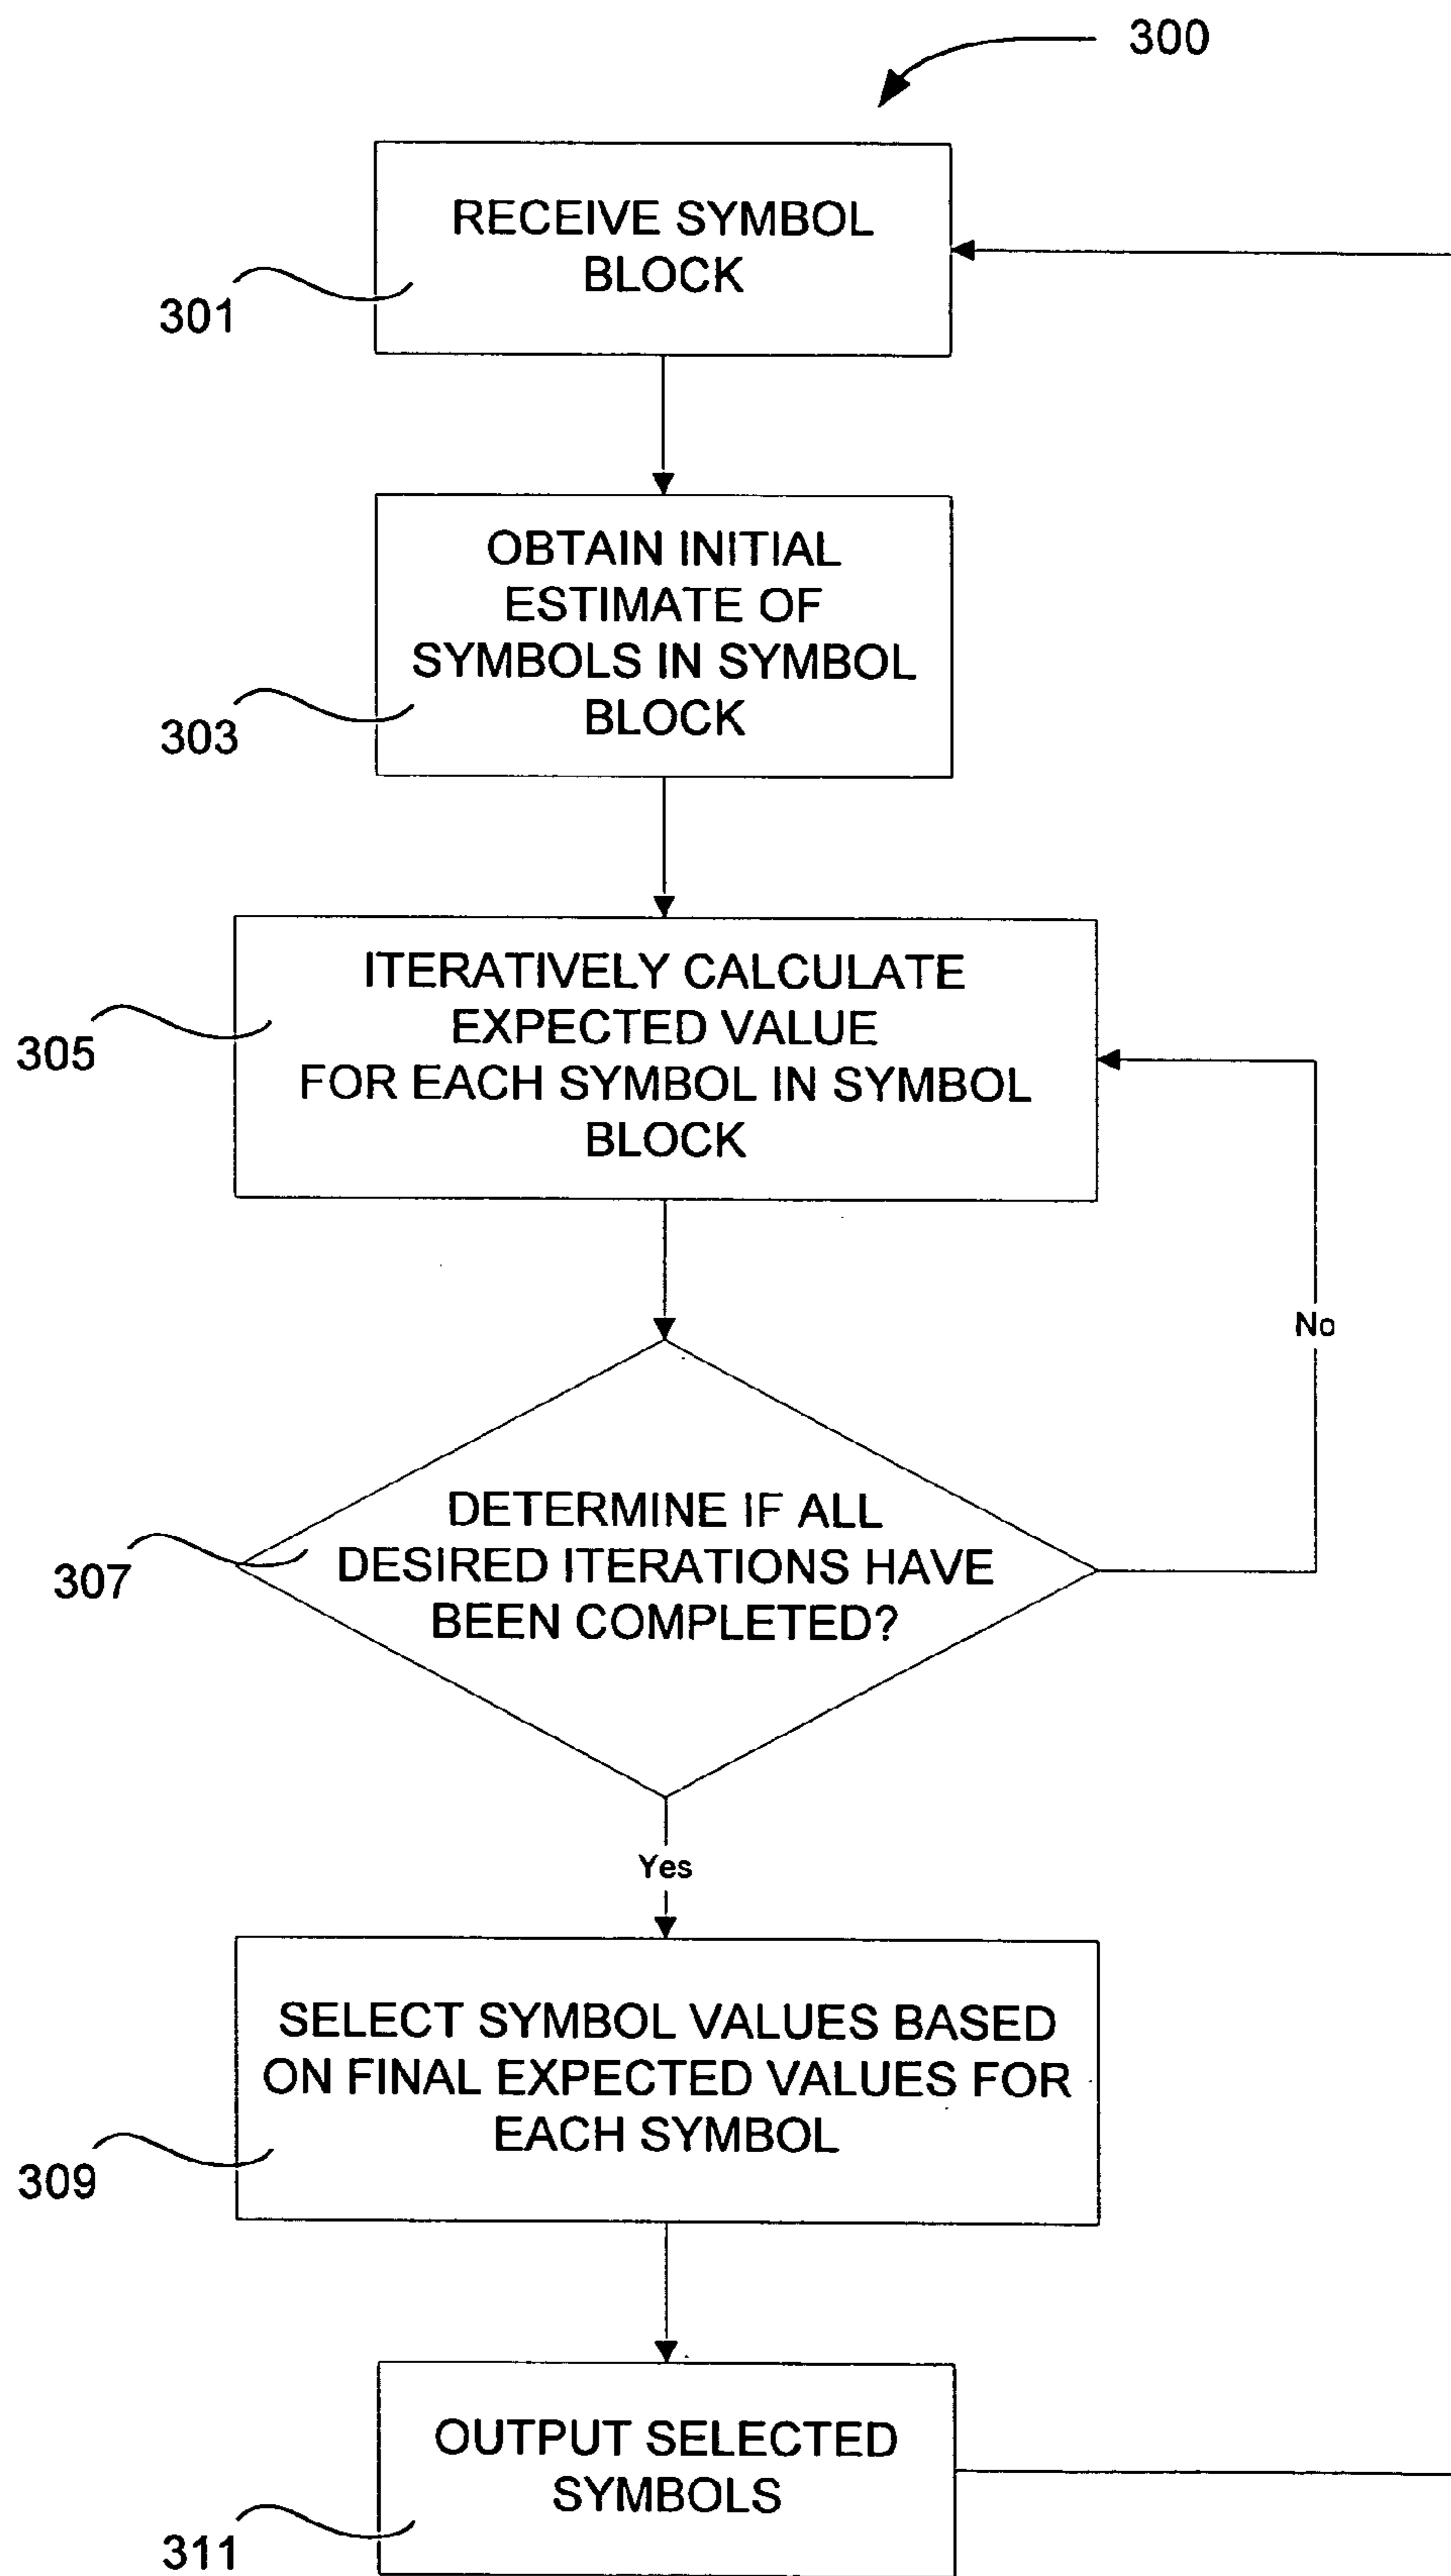 300
RECEIVE SYMBOL
BLOCK
301
OBTAIN INITIAL
ESTIMATE OF
SYMBOLS IN SYMBOL
BLOCK
303
ITERATIVELY CALCULATE
EXPECTED VALUE
FOR EACH SYMBOL IN SYMBOL
BLOCK
305
No
DETERMINE IF ALL
DESIRED ITERATIONS HAVE
BEEN COMPLETED?
307
Yes
SELECT SYMBOL VALUES BASED
ON FINAL EXPECTED VALUES FOR
EACH SYMBOL
309
OUTPUT SELECTED
SYMBOLS
311